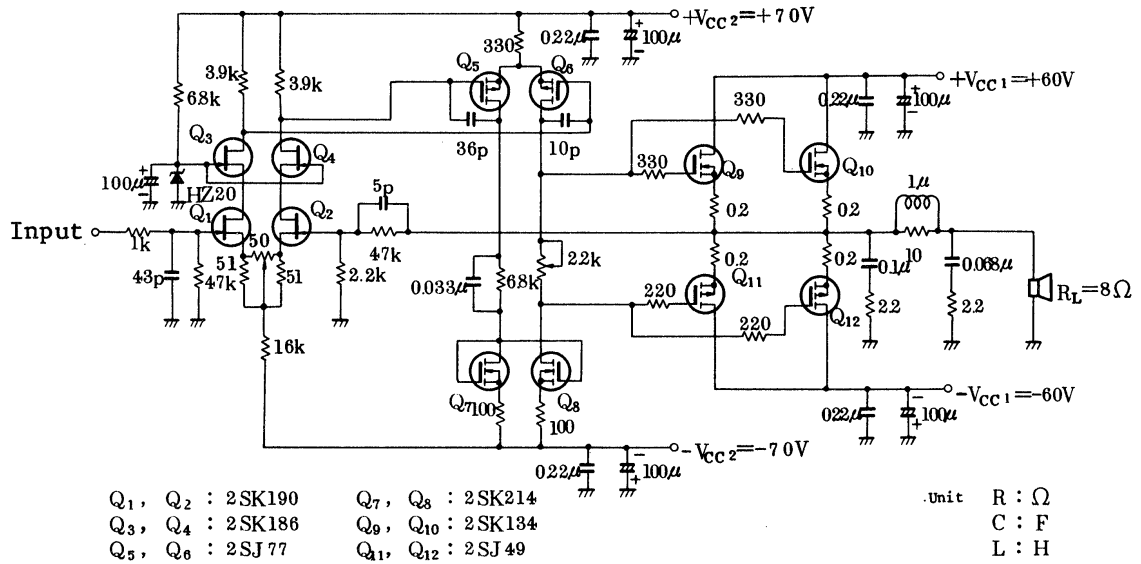 +VCC2=+70V
330
0.22μ
+
−
100μ
Q5
Q6
3.9k
3.9k
68k
+VCC1=+60V
330
0.22μ
+
−
100μ
Q3
Q4
36p
10p
330
Q9
Q10
100μ
+
−
HZ20
5p
1μ
0.2
0.2
Q1
Q2
Input
1k
50
47k
10
0.2
0.2
43p
47k
51
51
2.2k
2.2k
0.033μ
6.8k
Q11
0.1μ
0.068μ
220
RL=8Ω
Q12
2.2
2.2
220
16k
Q7
100
Q8
100
−VCC1=−60V
0.22μ
−
+
100μ
−VCC2=−70V
0.22μ
−
+
100μ
Q1, Q2 : 2SK190 Q7, Q8 : 2SK214 Unit R : Ω
Q3, Q4 : 2SK186 Q9, Q10 : 2SK134 C : F
Q5, Q6 : 2SJ77 Q11, Q12 : 2SJ49 L : H